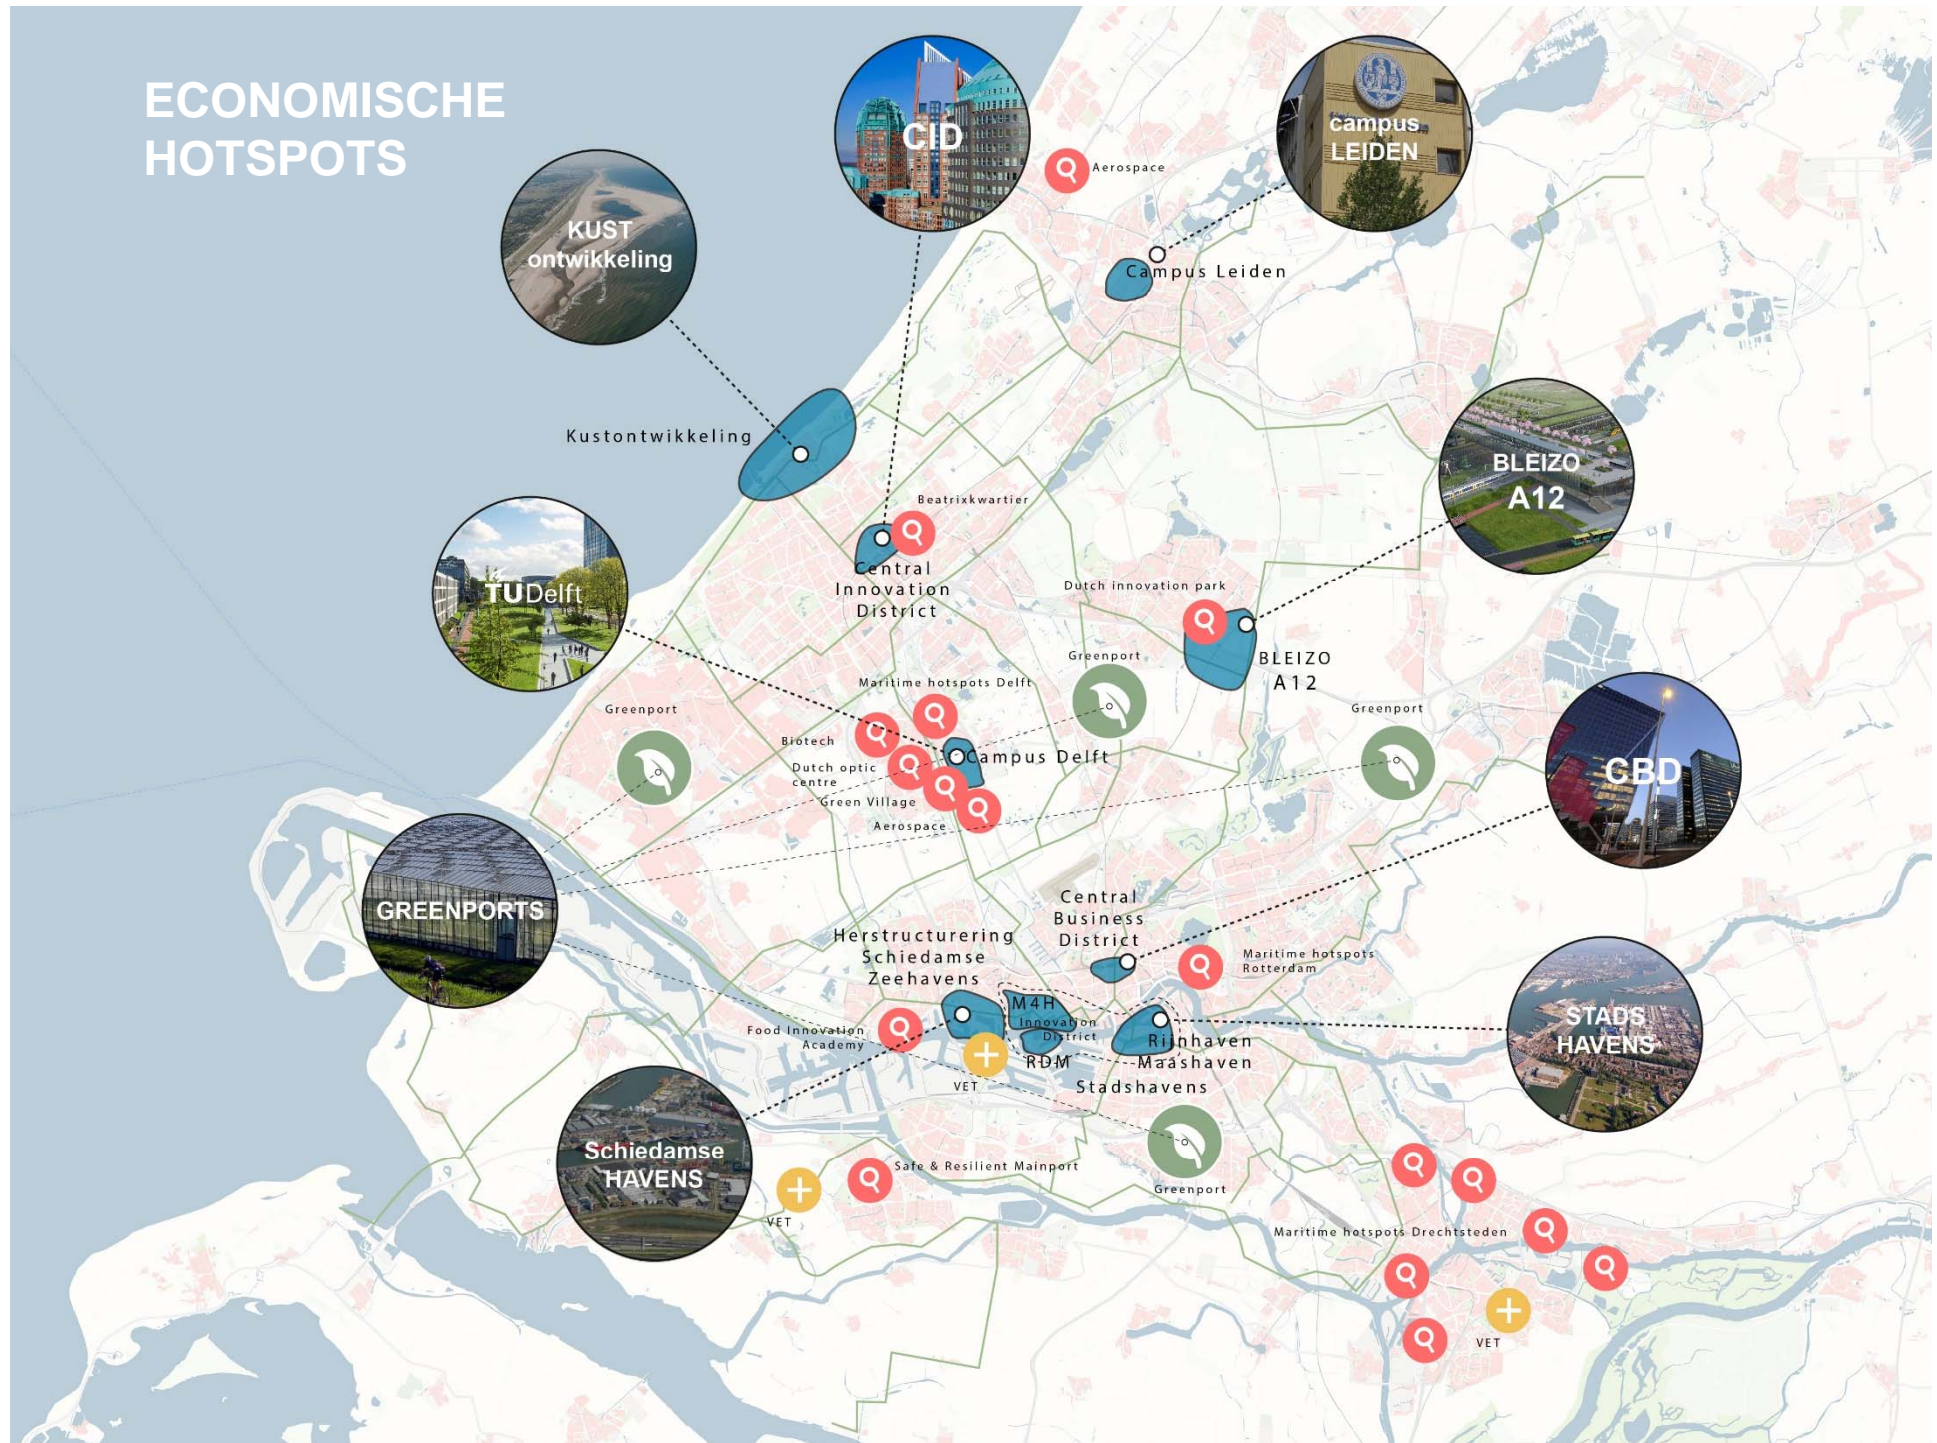 ECONOMISCHE
HOTSPOTS
CID
campus
LEIDEN
Aerospace
KUST
ontwikkeling
Campus Leiden
Kustontwikkeling
BLEIZO
A12
Beatrixkwartier
Central
Innovation
District
TUDelft
Dutch innovation park
Greenport
BLEIZO
A12
Maritime hotspots Delft
Greenport
Greenport
Biotech
Campus Delft
Dutch optic
centre
CBD
Green Village
Aerospace
GREENPORTS
Central
Business
District
Herstructurering
Schiedamse
Zeehavens
Maritime hotspots
Rotterdam
M4H
Innovation
District
Food Innovation
Academy
STADS
HAVENS
Rijnhaven
Maashaven
RDM
VET
Stadshavens
Schiedamse
HAVENS
Safe & Resilient Mainport
Greenport
VET
Maritime hotspots Drechtsteden
VET